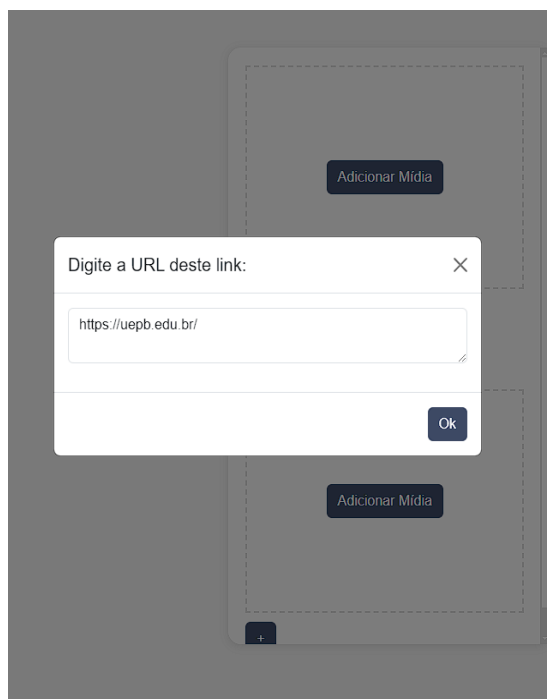 Adicionar Mídia
Digite a URL deste link:
https://uepb.edu.br/
Ok
Adicionar Mídia
+